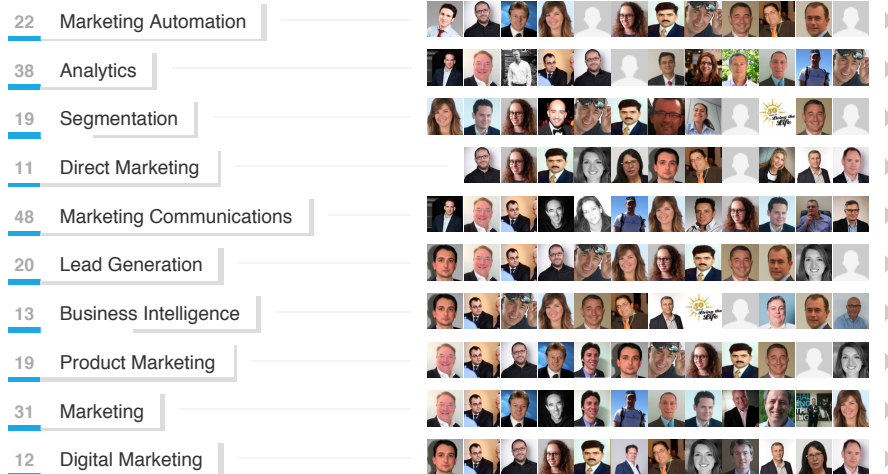 22 Marketing Automation
38 Analytics
19 Segmentation
11 Direct Marketing
48 Marketing Communications
20 Lead Generation
13 Business Intelligence
19 Product Marketing
31 Marketing
12 Digital Marketing